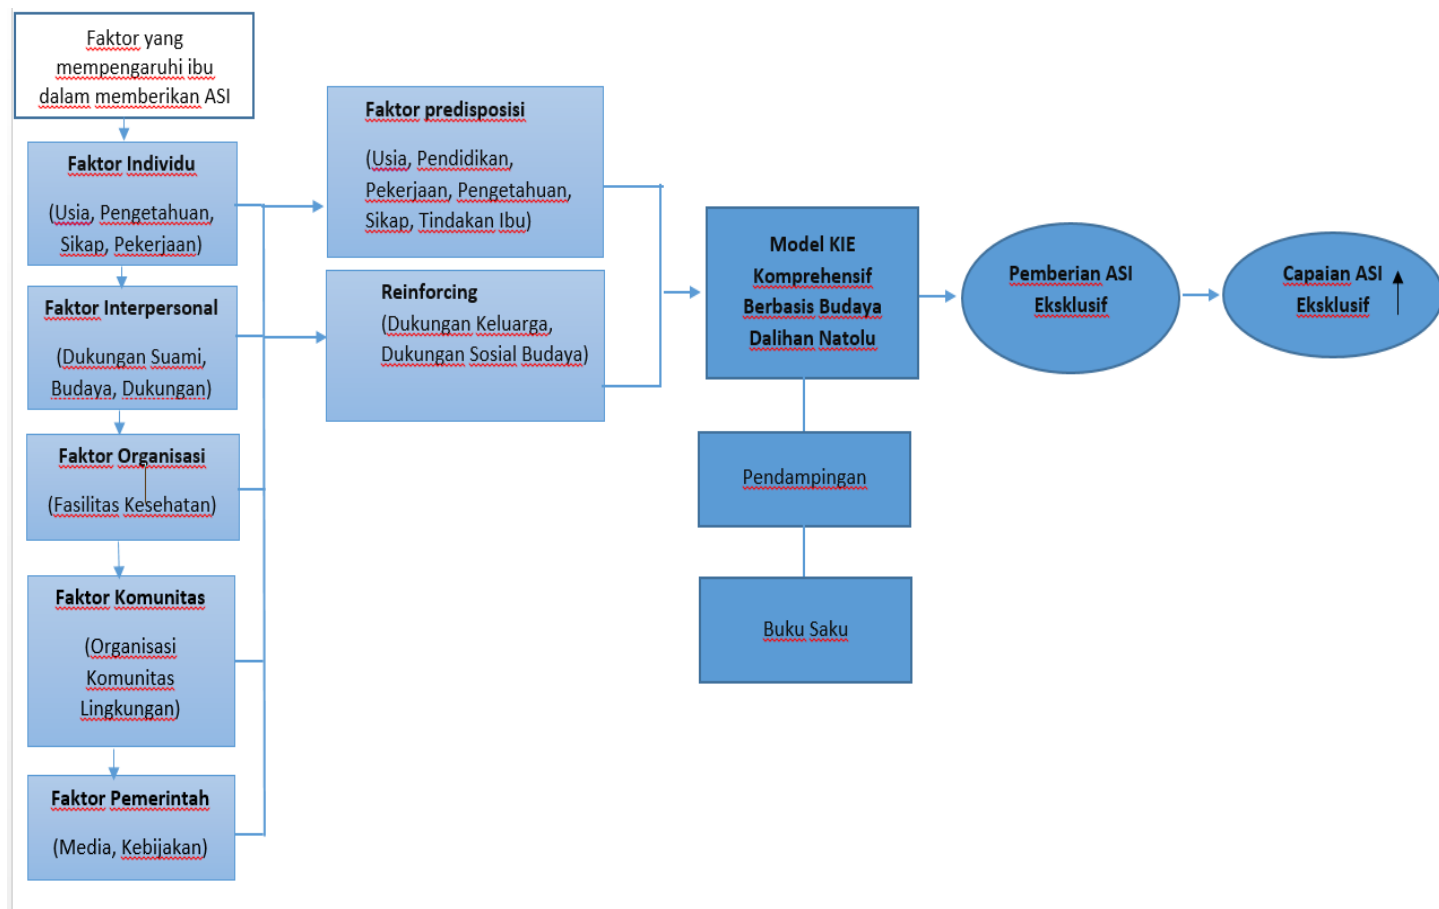 Faktor yang
mempengaruhi ibu
dalam memberikan ASI
Faktor Individu
(Usia, Pengetahuan,
Sikap, Pekerjaan)
Faktor Interpersonal
(Dukungan Suami,
Budaya, Dukungan)
Faktor Organisasi
(Fasilitas Kesehatan)
Faktor Komunitas
(Organisasi
Komunitas
Lingkungan)
Faktor Pemerintah
(Media, Kebijakan)
Faktor predisposisi
(Usia, Pendidikan,
Pekerjaan, Pengetahuan,
Sikap, Tindakan Ibu)
Reinforcing
(Dukungan Keluarga,
Dukungan Sosial Budaya)
Model KIE
Komprehensif
Berbasis Budaya
Dalihan Natolu
Pendampingan
Buku Saku
Pemberian ASI
Eksklusif
Capaian ASI
Eksklusif